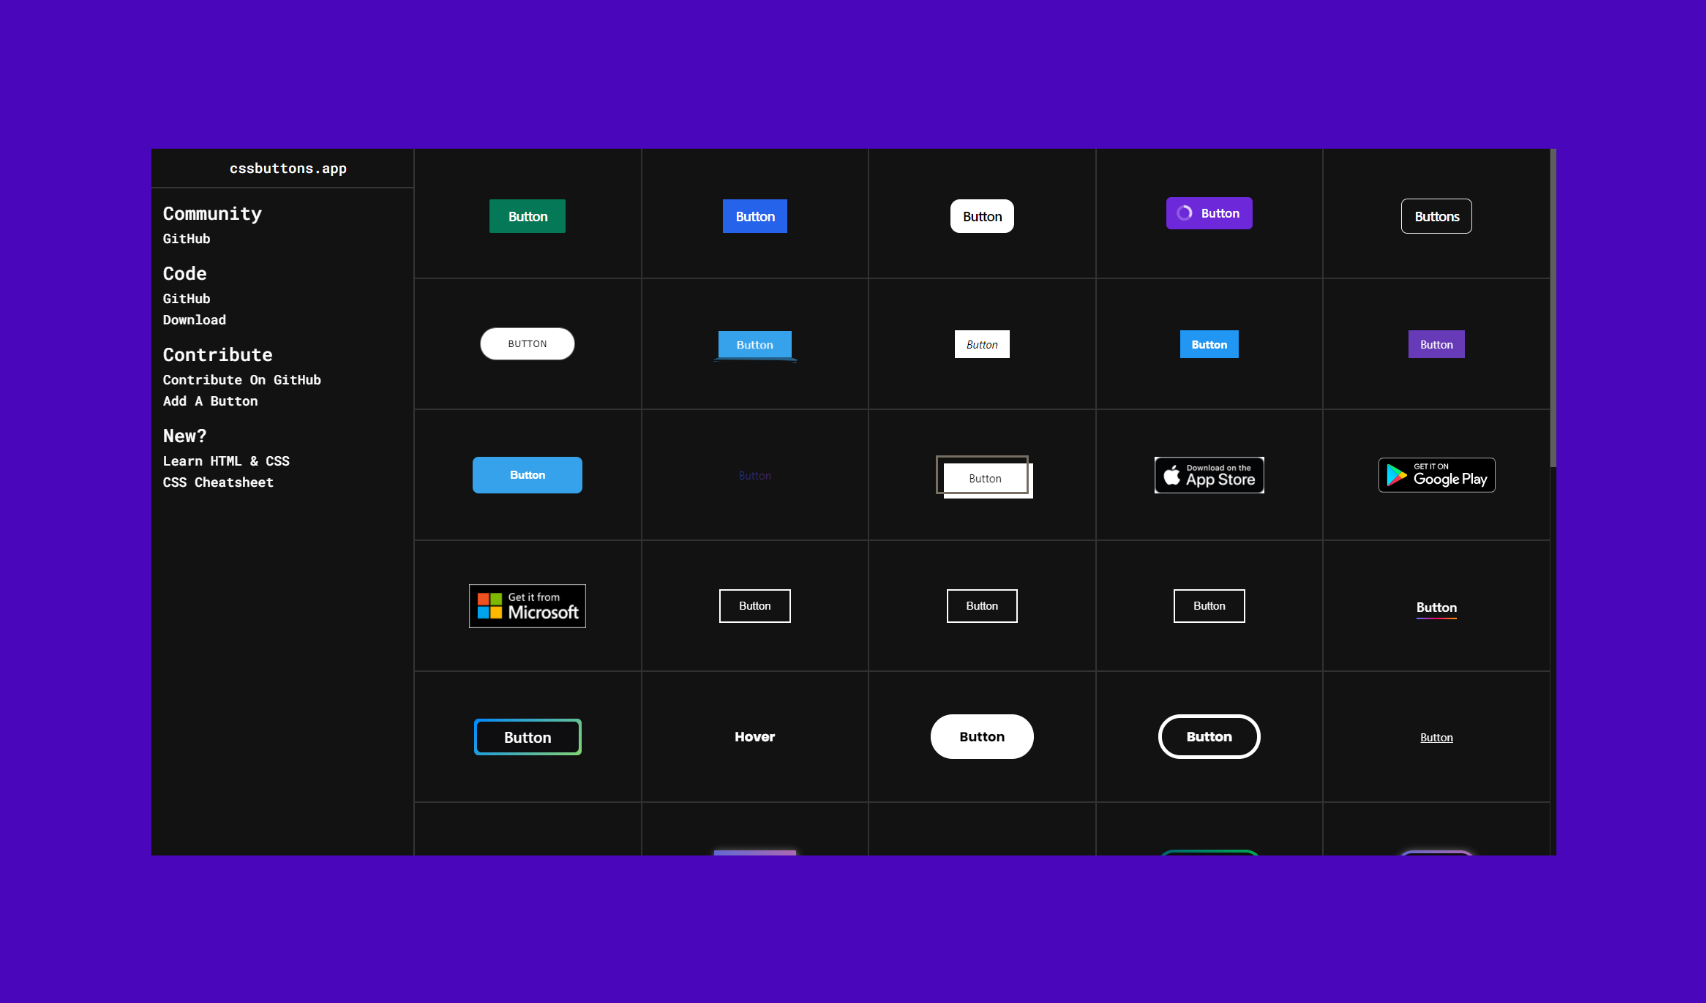 cssbuttons.app
Community
GitHub
Code
GitHub
Download
Contribute
Contribute On GitHub
Add A Button
New?
Learn HTML & CSS
CSS Cheatsheet
Button
Button
Button
Button
Buttons
BUTTON
Button
Button
Button
Button
Button
Button
Button
Download on the
App Store
GET IT ON
Google Play
Get it from
Microsoft
Button
Button
Button
Button
Button
Hover
Button
Button
Button